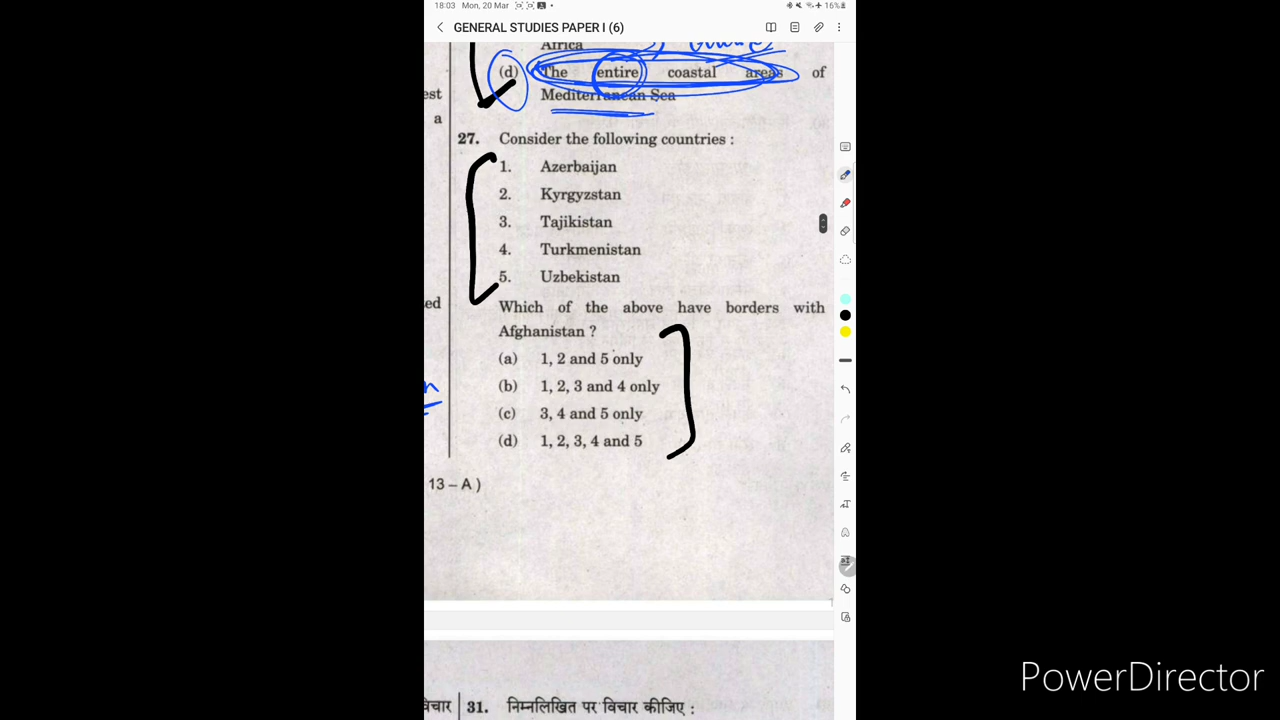 18:03 Mon, 20 Mar
16%
GENERAL STUDIES PAPER I (6)
Africa
(d) The entire coastal areas of
Mediterranean Sea
est
a
27. Consider the following countries :
1. Azerbaijan
2. Kyrgyzstan
3. Tajikistan
4. Turkmenistan
5. Uzbekistan
ed
Which of the above have borders with
Afghanistan ?
(a) 1, 2 and 5 only
(b) 1, 2, 3 and 4 only
(c) 3, 4 and 5 only
(d) 1, 2, 3, 4 and 5
n
13 – A )
PowerDirector
विचार
31. निम्नलिखित पर विचार कीजिए :